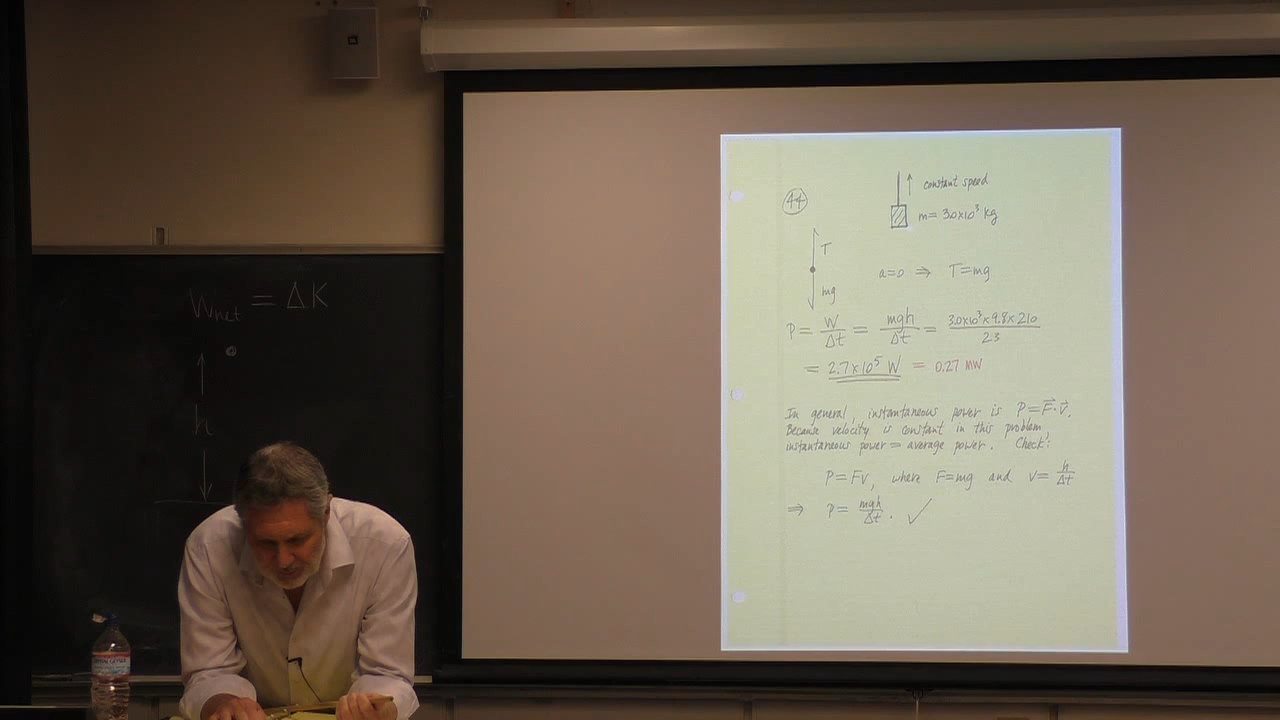 W_net = ΔK
h
44
constant speed
m = 3.0×10³ kg
T
mg
a=0 ⇒ T=mg
P = W/Δt = mgh/Δt = 3.0×10³×9.8×210/23
= 2.7×10⁵ W = 0.27 MW
In general, instantaneous power is P = F⃗·v⃗.
Because velocity is constant in this problem,
instantaneous power = average power. Check:
P = Fv, where F=mg and v = h/Δt
⇒ P = mgh/Δt. ✓